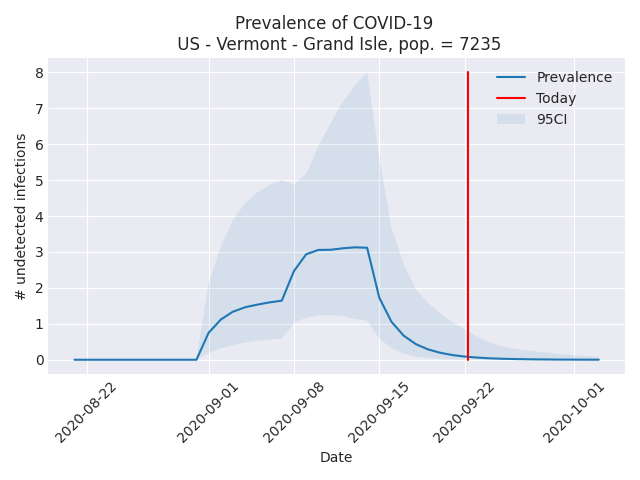 Prevalence of COVID-19
US - Vermont - Grand Isle, pop. = 7235
8
7
6
5
4
3
2
1
0
# undetected infections
Prevalence
Today
95CI
2020-08-22
2020-09-01
2020-09-08
2020-09-15
2020-09-22
2020-10-01
Date